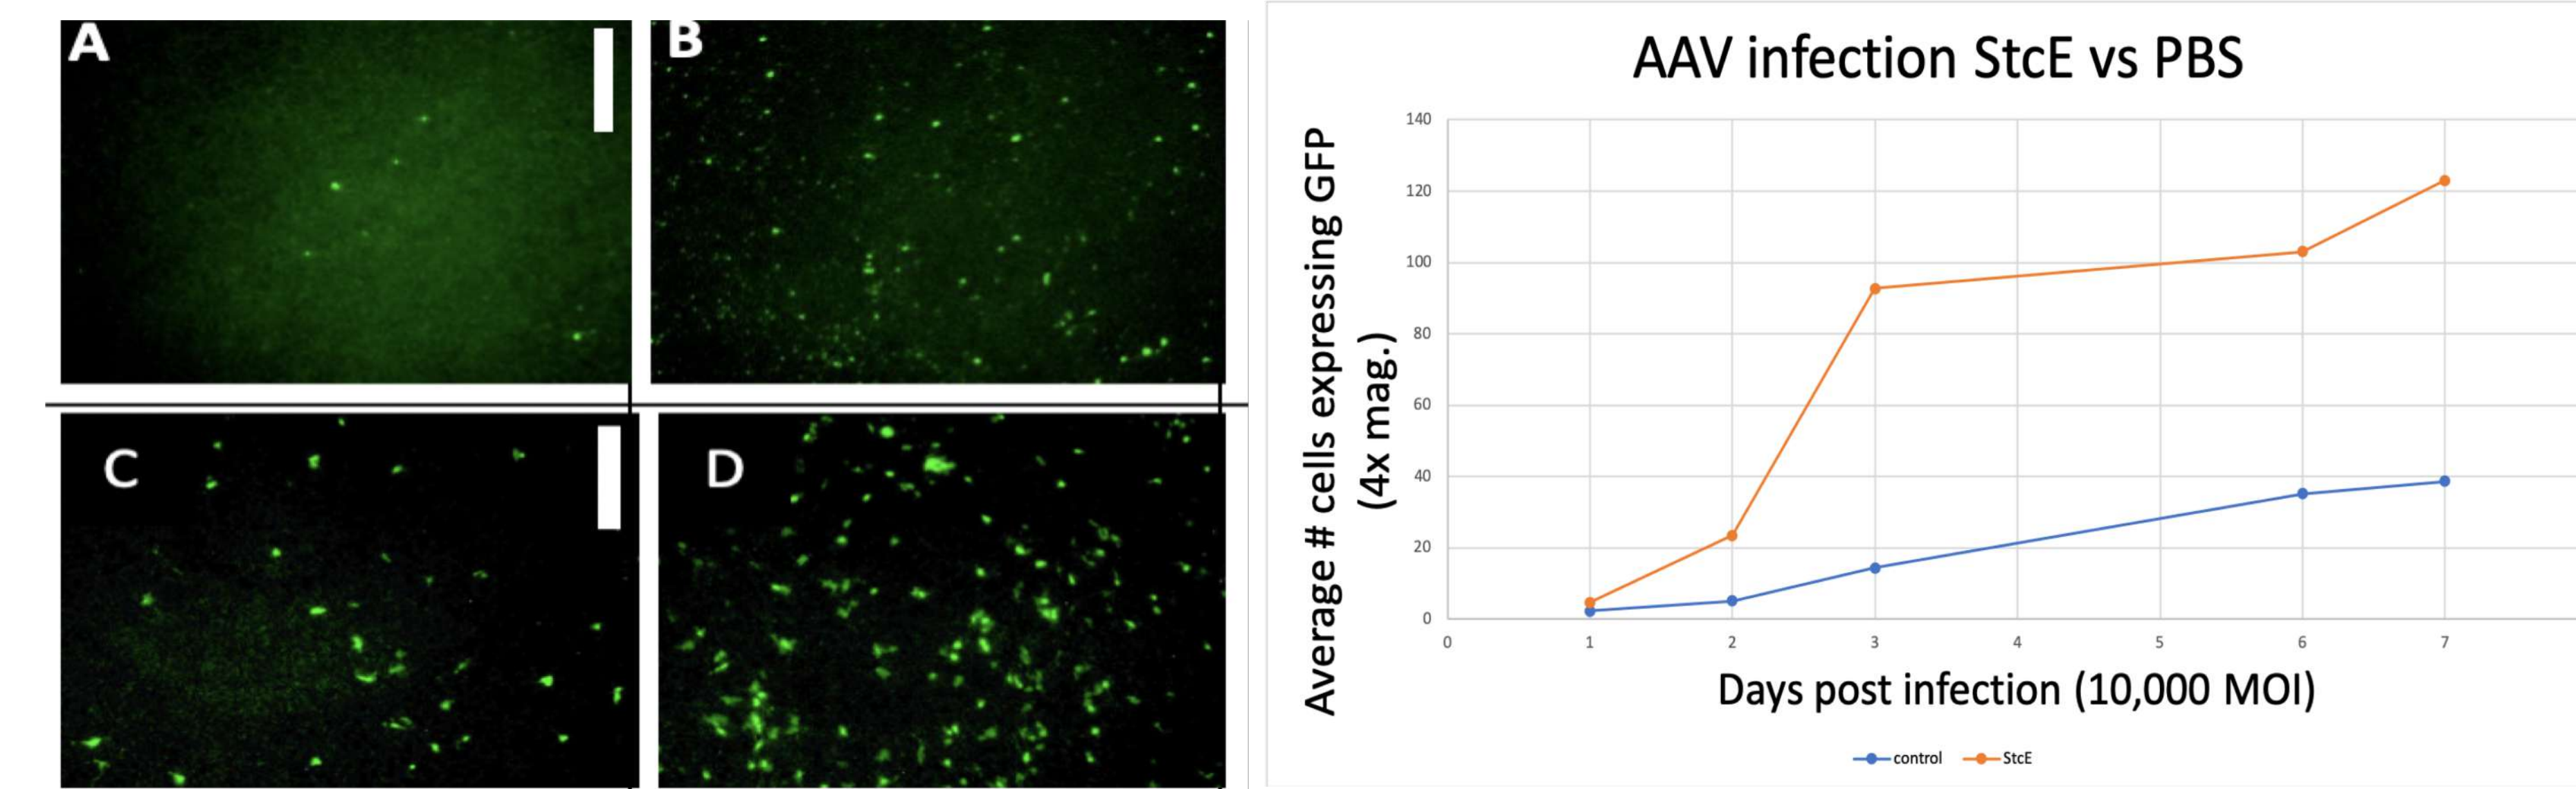 A
B
C
D
AAV infection StcE vs PBS
Average # cells expressing GFP
(4x mag.)
140
120
100
80
60
40
20
0
0 1 2 3 4 5 6 7
Days post infection (10,000 MOI)
control StcE